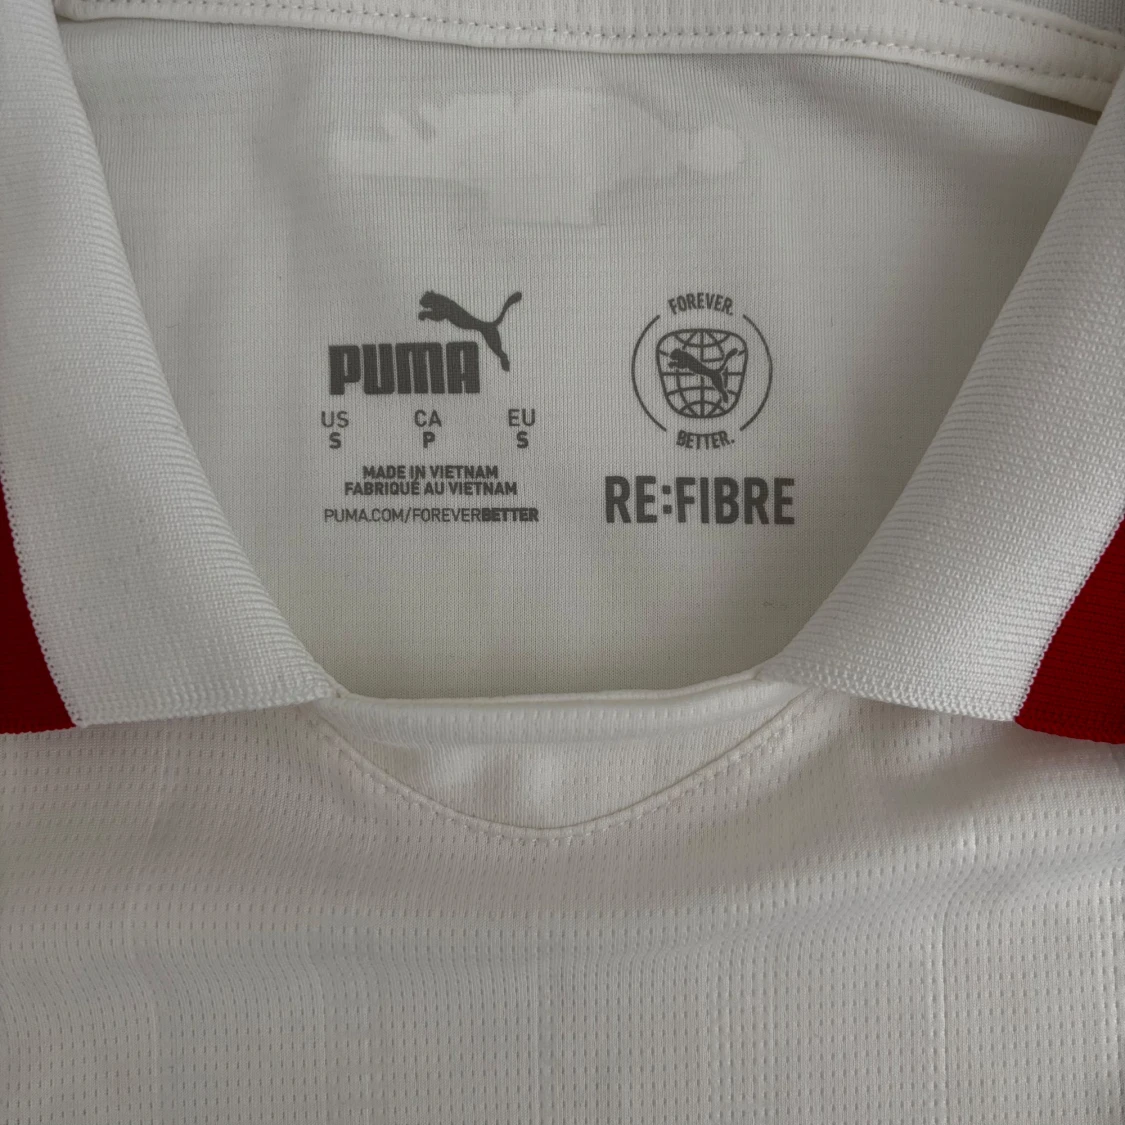 PUMA
US CA EU
S P S
MADE IN VIETNAM
FABRIQUÉ AU VIETNAM
PUMA.COM/FOREVERBETTER
FOREVER.
BETTER.
RE:FIBRE